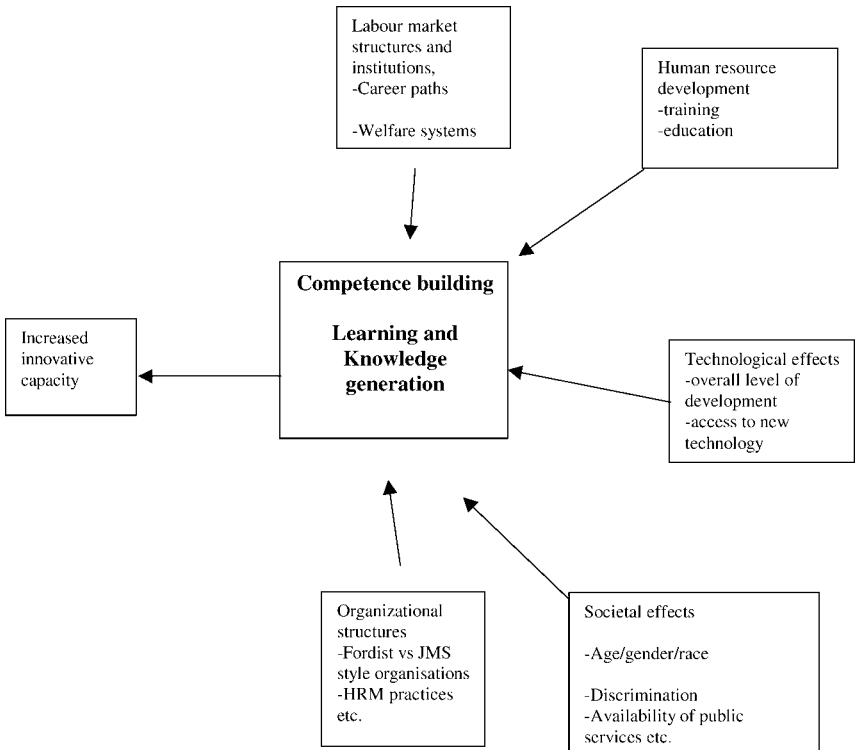 Labour market
structures and
institutions,
-Career paths
-Welfare systems
Human resource
development
-training
-education
Competence building
Learning and
Knowledge
generation
Increased
innovative
capacity
Technological effects
-overall level of
development
-access to new
technology
Organizational
structures
-Fordist vs JMS
style organisations
-HRM practices
etc.
Societal effects
-Age/gender/race
-Discrimination
-Availability of public
services etc.